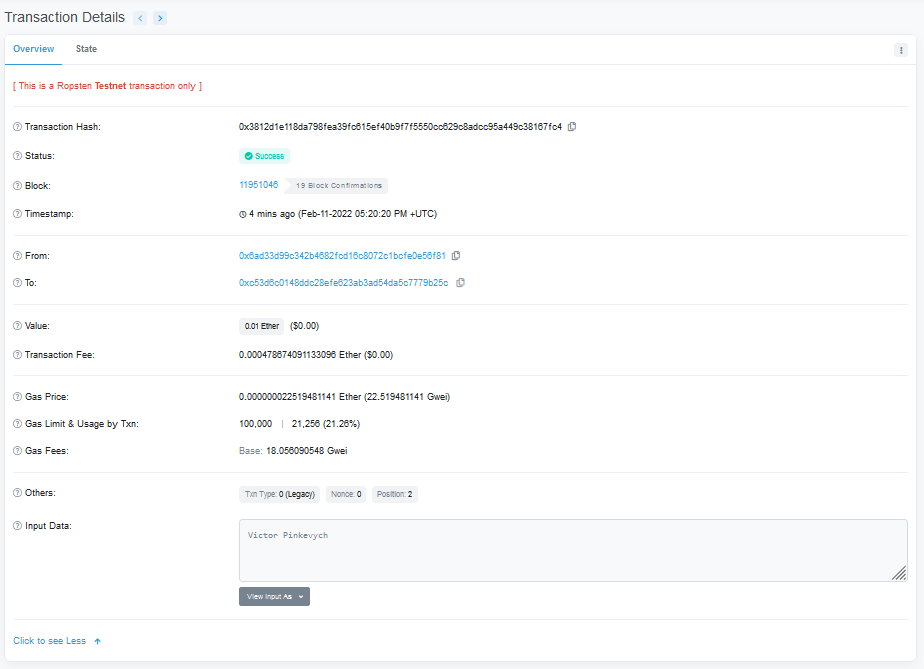 Transaction Details
Overview State
[ This is a Ropsten Testnet transaction only ]
Transaction Hash: 0x3812d1e118da798fea39fc615ef40b9f7f5550cc629c8adcc95a449c38167fc4
Status: Success
Block: 11951046 19 Block Confirmations
Timestamp: 4 mins ago (Feb-11-2022 05:20:20 PM +UTC)
From: 0x6ad33d99c342b4682fcd16c8072c1bcfe0e56f81
To: 0xc53d6c0148ddc28efe623ab3ad54da5c7779b25c
Value: 0.01 Ether ($0.00)
Transaction Fee: 0.000478674091133096 Ether ($0.00)
Gas Price: 0.000000022519481141 Ether (22.519481141 Gwei)
Gas Limit & Usage by Txn: 100,000 | 21,256 (21.26%)
Gas Fees: Base: 18.056090548 Gwei
Others: Txn Type: 0 (Legacy) Nonce: 0 Position: 2
Input Data: Victor Pinkevych
View Input As
Click to see Less